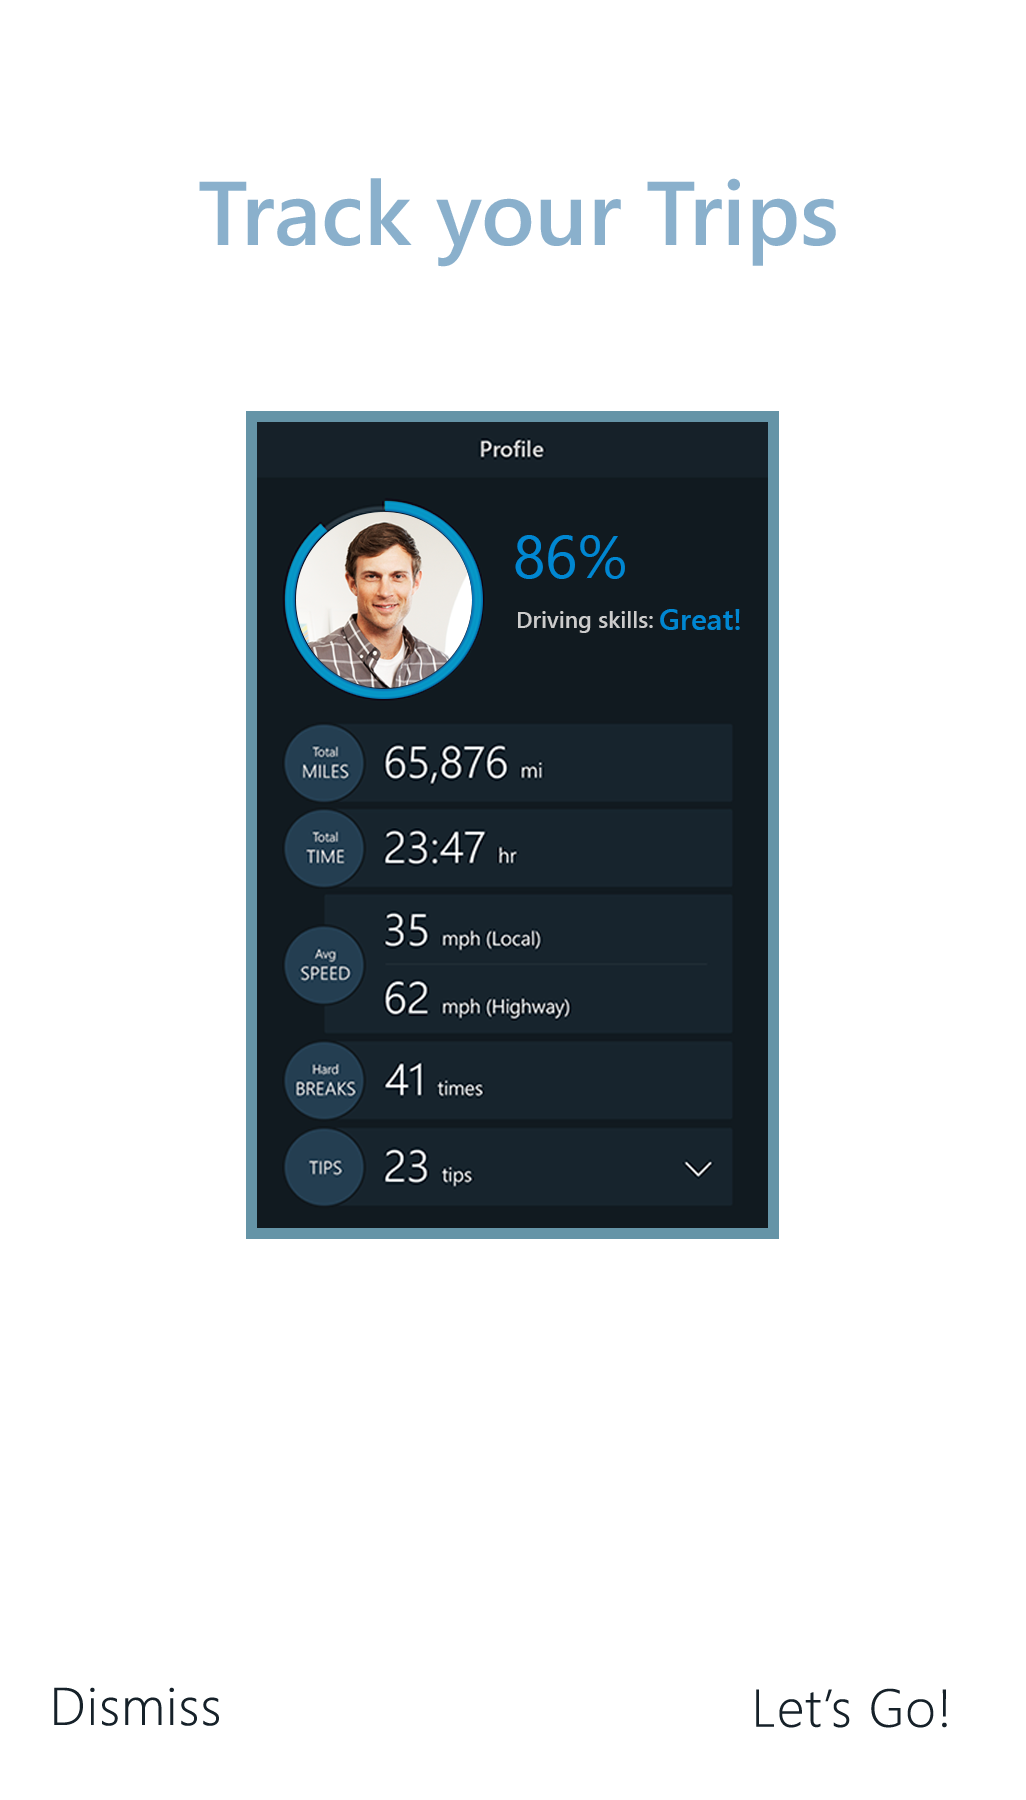 Track your Trips
Profile
86%
Driving skills: Great!
Total
MILES
65,876 mi
Total
TIME
23:47 hr
Avg
SPEED
35 mph (Local)
62 mph (Highway)
Hard
BREAKS
41 times
TIPS
23 tips
Dismiss
Let's Go!